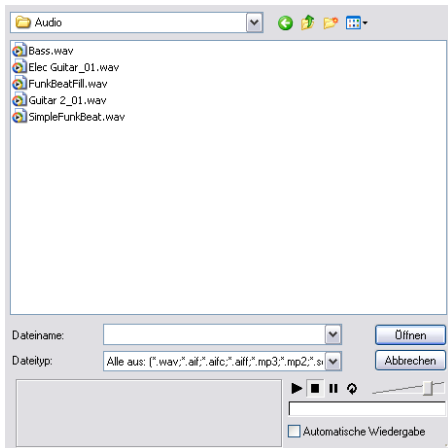 Audio
Bass.wav
Elec Guitar_01.wav
FunkBeatFill.wav
Guitar 2_01.wav
SimpleFunkBeat.wav
Dateiname:
Öffnen
Dateityp:
Alle aus: (*.wav;*.aif;*.aifc;*.aiff;*.mp3;*.mp2;*.s
Abbrechen
Automatische Wiedergabe